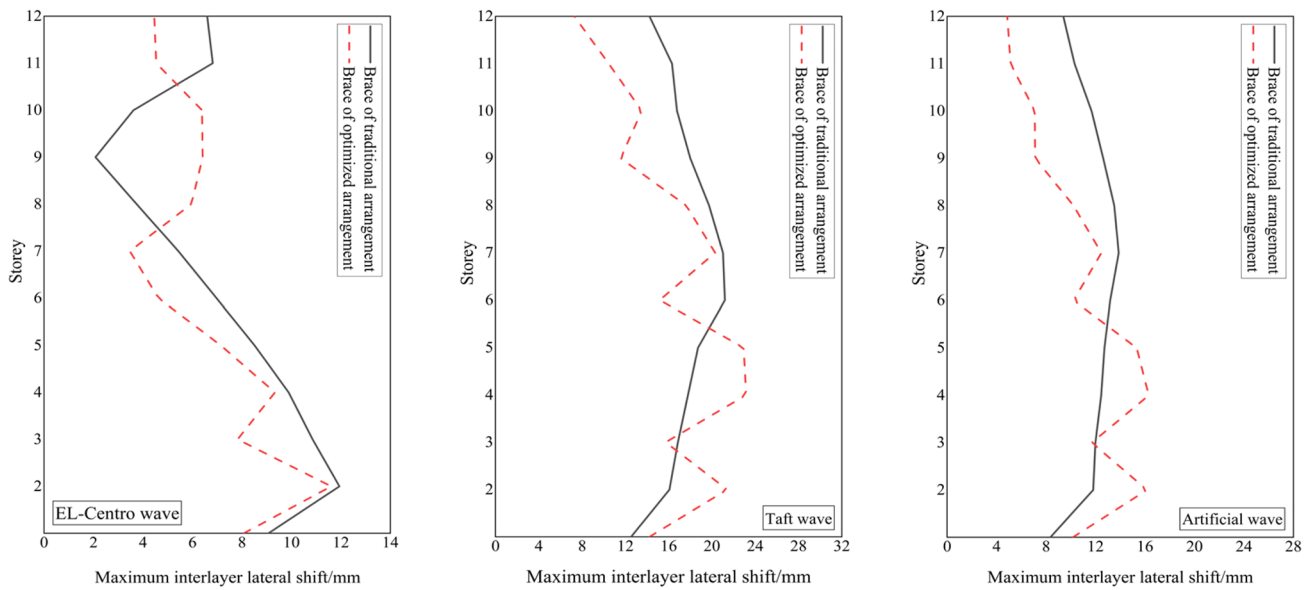 12
11
10
9
8
7
6
5
4
3
2
Storey
Brace of traditional arrangement
Brace of optimized arrangement
EL-Centro wave
0 2 4 6 8 10 12 14
Maximum interlayer lateral shift/mm
12
11
10
9
8
7
6
5
4
3
2
Storey
Brace of traditional arrangement
Brace of optimized arrangement
Taft wave
0 4 8 12 16 20 24 28 32
Maximum interlayer lateral shift/mm
12
11
10
9
8
7
6
5
4
3
2
Storey
Brace of traditional arrangement
Brace of optimized arrangement
Artificial wave
0 4 8 12 16 20 24 28
Maximum interlayer lateral shift/mm